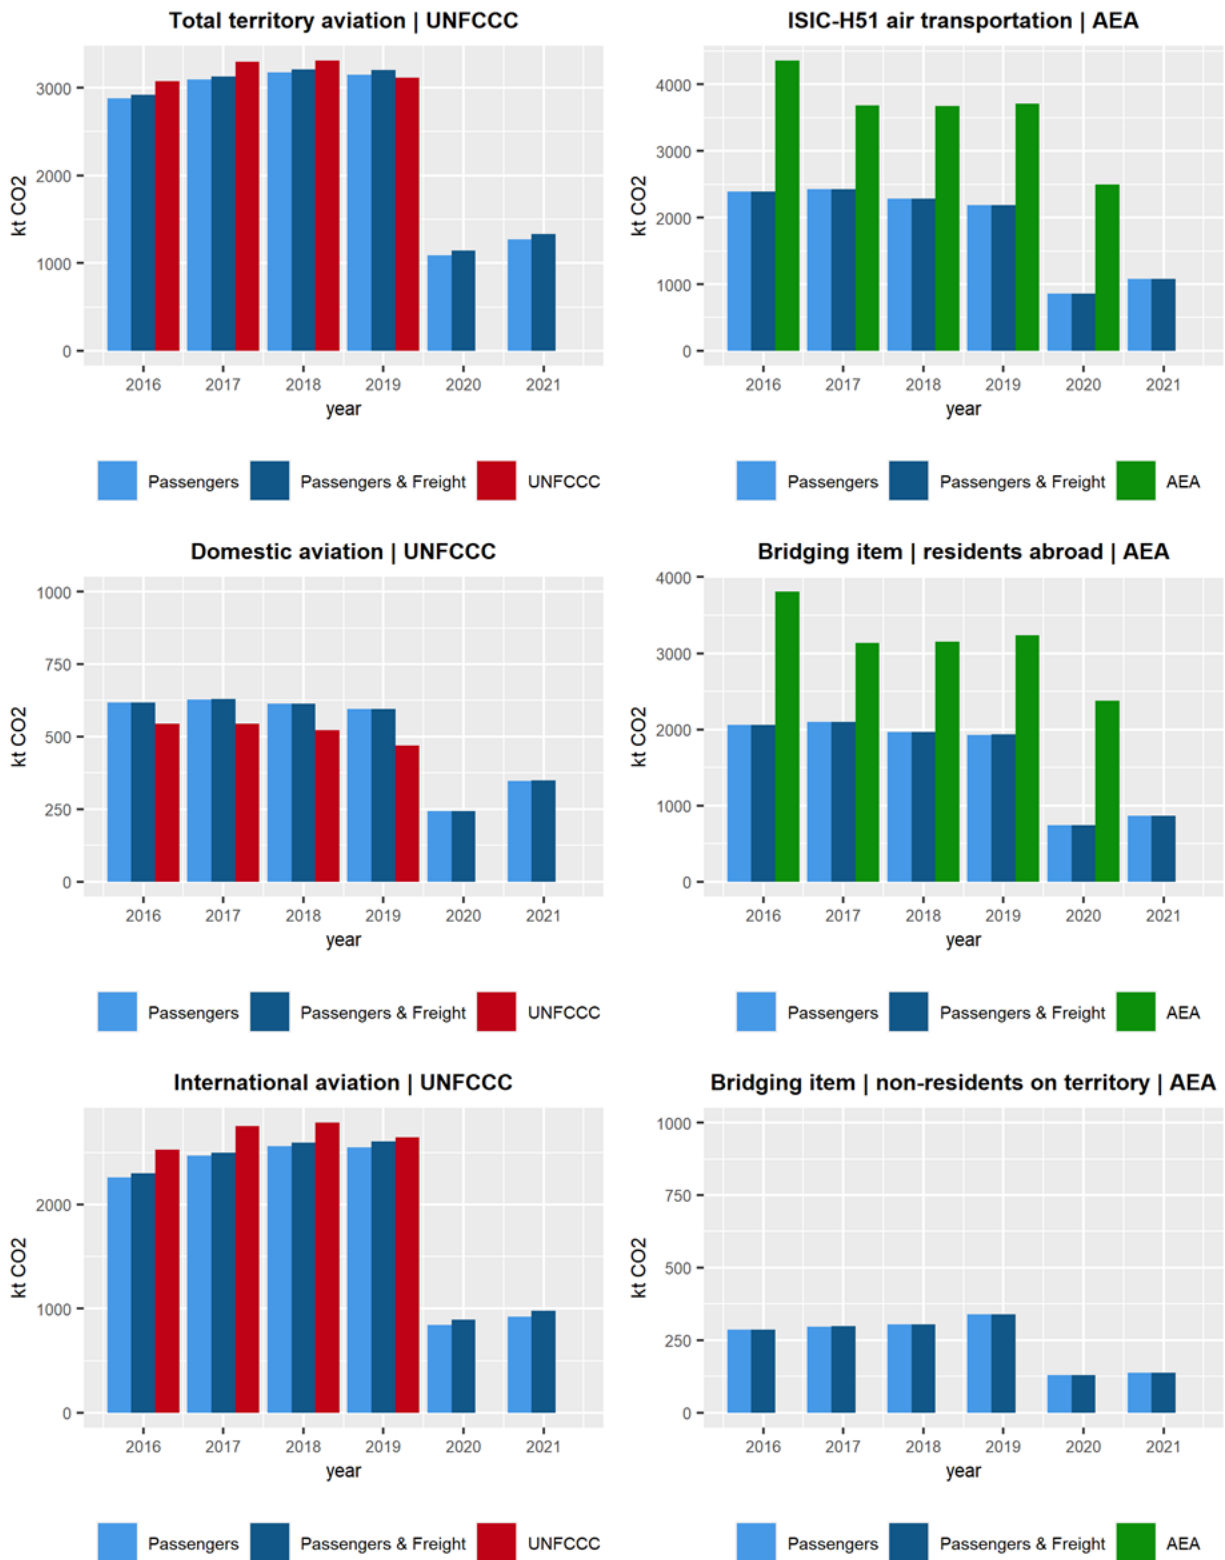 Total territory aviation | UNFCCC
kt CO2
3000
2000
1000
0
2016 2017 2018 2019 2020 2021
year
Passengers Passengers & Freight UNFCCC
ISIC-H51 air transportation | AEA
kt CO2
4000
3000
2000
1000
0
2016 2017 2018 2019 2020 2021
year
Passengers Passengers & Freight AEA
Domestic aviation | UNFCCC
kt CO2
1000
750
500
250
0
2016 2017 2018 2019 2020 2021
year
Passengers Passengers & Freight UNFCCC
Bridging item | residents abroad | AEA
kt CO2
4000
3000
2000
1000
0
2016 2017 2018 2019 2020 2021
year
Passengers Passengers & Freight AEA
International aviation | UNFCCC
kt CO2
2000
1000
0
2016 2017 2018 2019 2020 2021
year
Passengers Passengers & Freight UNFCCC
Bridging item | non-residents on territory | AEA
kt CO2
1000
750
500
250
0
2016 2017 2018 2019 2020 2021
year
Passengers Passengers & Freight AEA